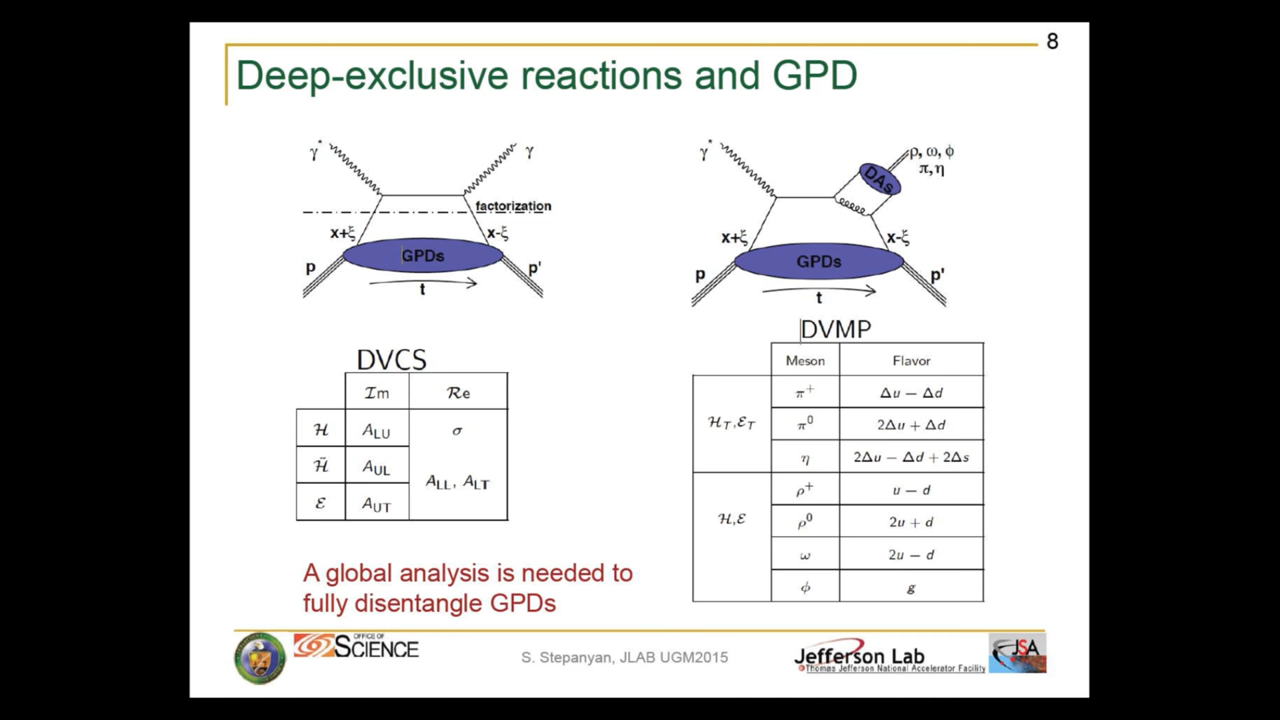 8
Deep-exclusive reactions and GPD
γ* γ
factorization
x+ξ x-ξ
GPDs
p p'
t
γ* ρ, ω, ϕ
π, η
DAs
x+ξ x-ξ
GPDs
p p'
t
DVCS
ℐm ℛe
ℋ A_LU σ
ℋ̃ A_UL A_LL, A_LT
ℰ A_UT
DVMP
Meson Flavor
ℋ_T,ℰ_T
π⁺ Δu − Δd
π⁰ 2Δu + Δd
η 2Δu − Δd + 2Δs
ℋ,ℰ
ρ⁺ u − d
ρ⁰ 2u + d
ω 2u − d
ϕ g
A global analysis is needed to
fully disentangle GPDs
OFFICE OF
SCIENCE
S. Stepanyan, JLAB UGM2015
Jefferson Lab
Thomas Jefferson National Accelerator Facility
JSA